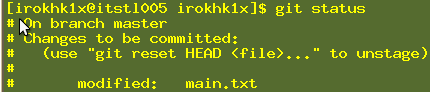 [irokhk1x@itstl005 irokhk1x]$ git status
# On branch master
# Changes to be committed:
#   (use "git reset HEAD <file>..." to unstage)
#
#       modified:   main.txt